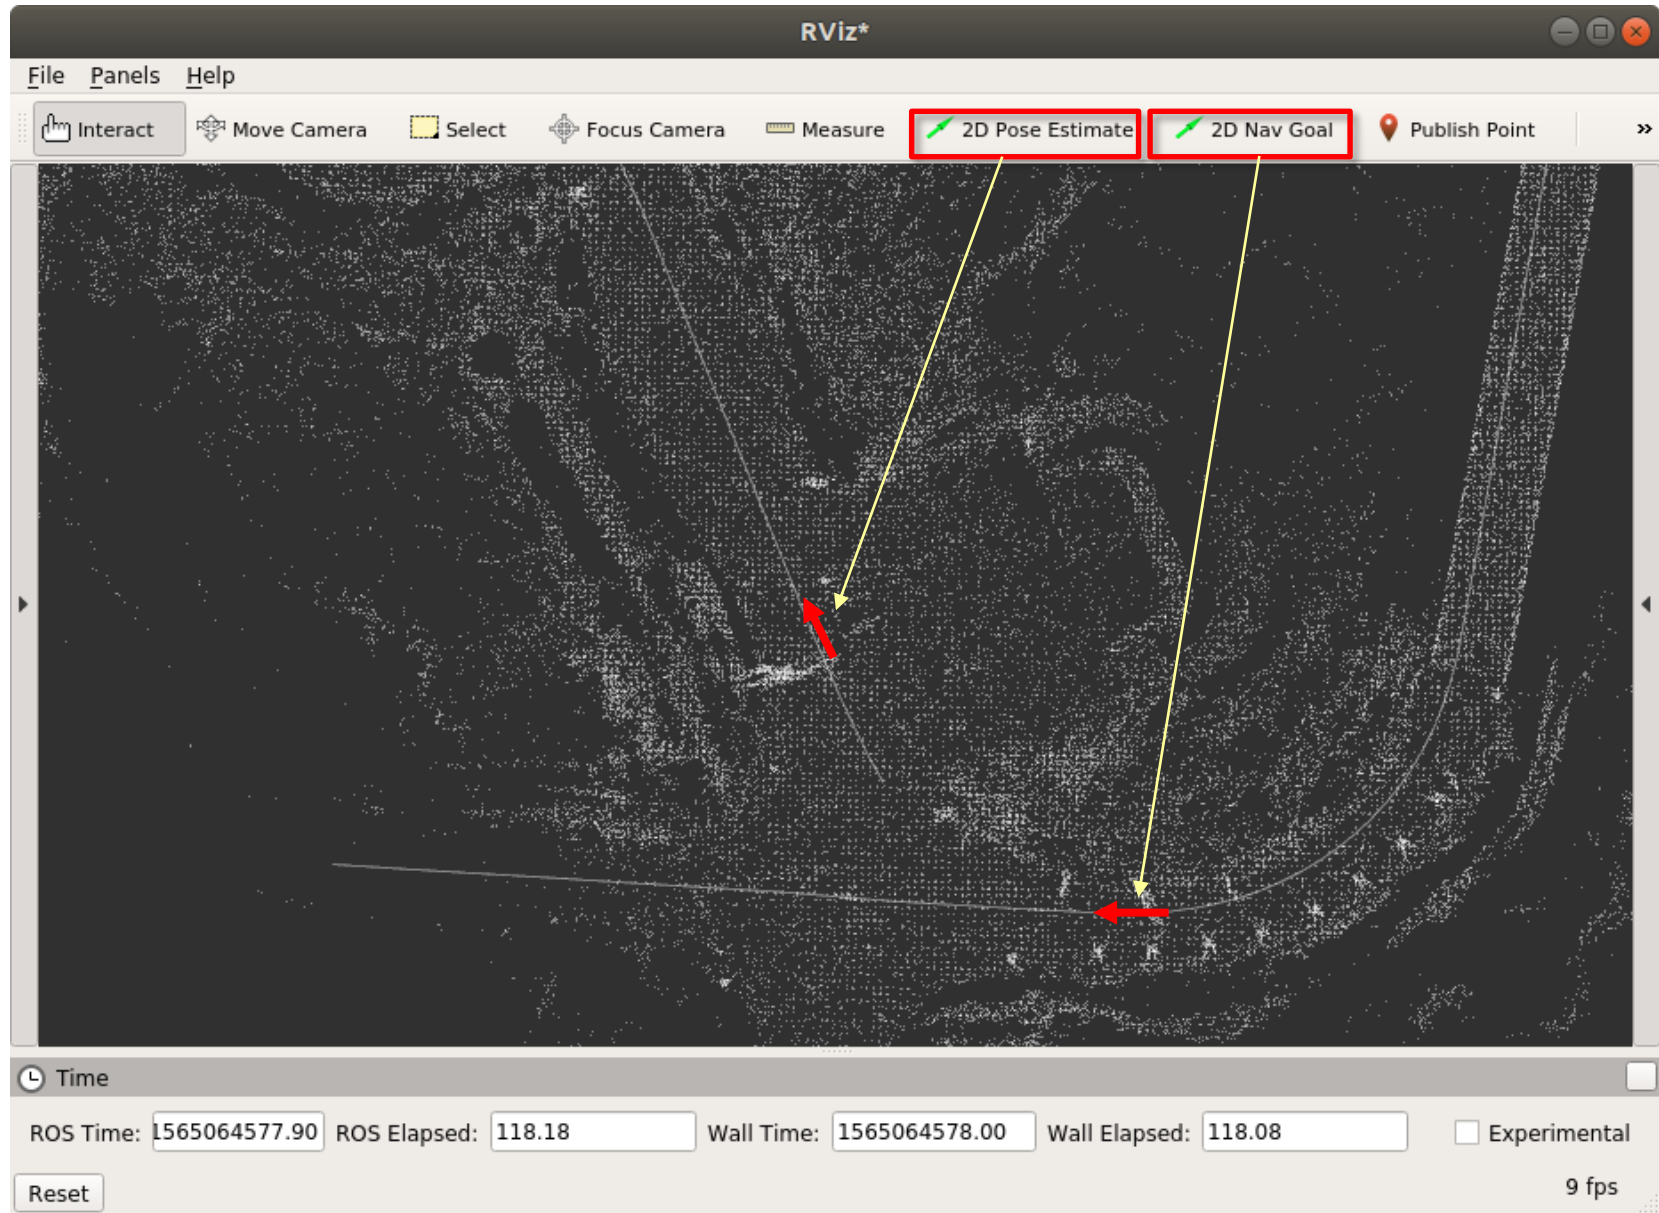 RViz*
File Panels Help
Interact Move Camera Select Focus Camera Measure 2D Pose Estimate 2D Nav Goal Publish Point »
Time
ROS Time: 1565064577.90 ROS Elapsed: 118.18 Wall Time: 1565064578.00 Wall Elapsed: 118.08 Experimental
Reset 9 fps